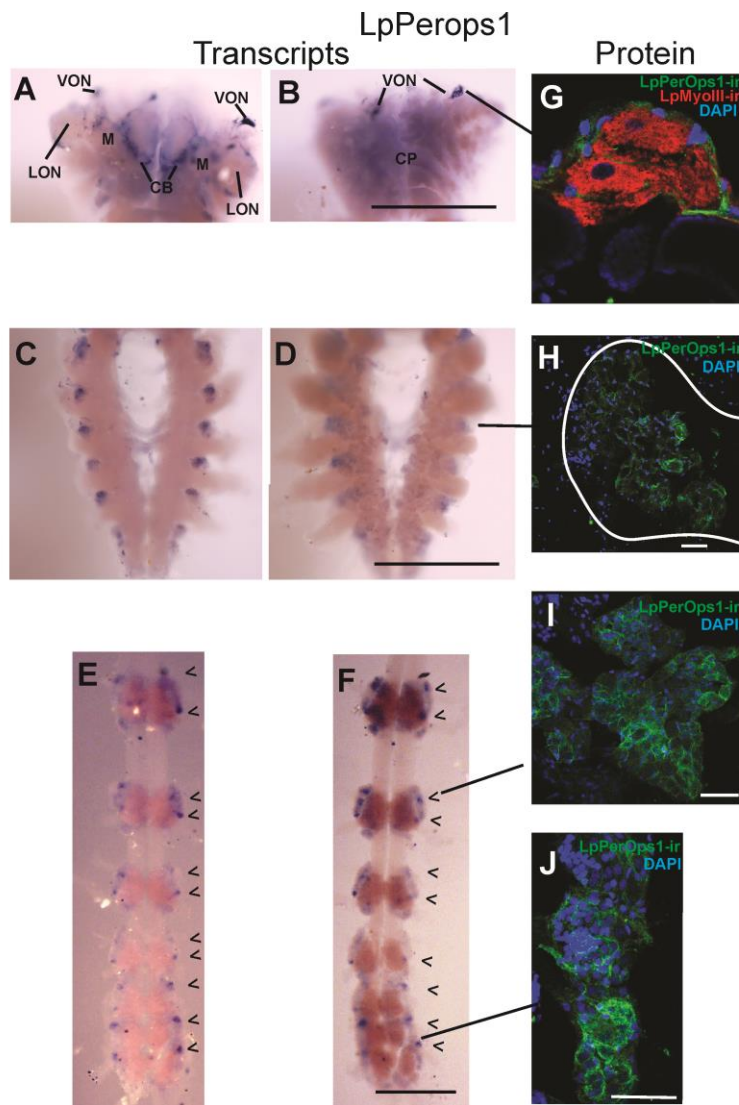 LpPerops1
Transcripts
Protein
A
VON
VON
M
M
LON
CB
LON
B
VON
CP
G
LpPerOps1-ir
LpMyoIII-ir
DAPI
C
D
H
LpPerOps1-ir
DAPI
E
F
I
LpPerOps1-ir
DAPI
J
LpPerOps1-ir
DAPI